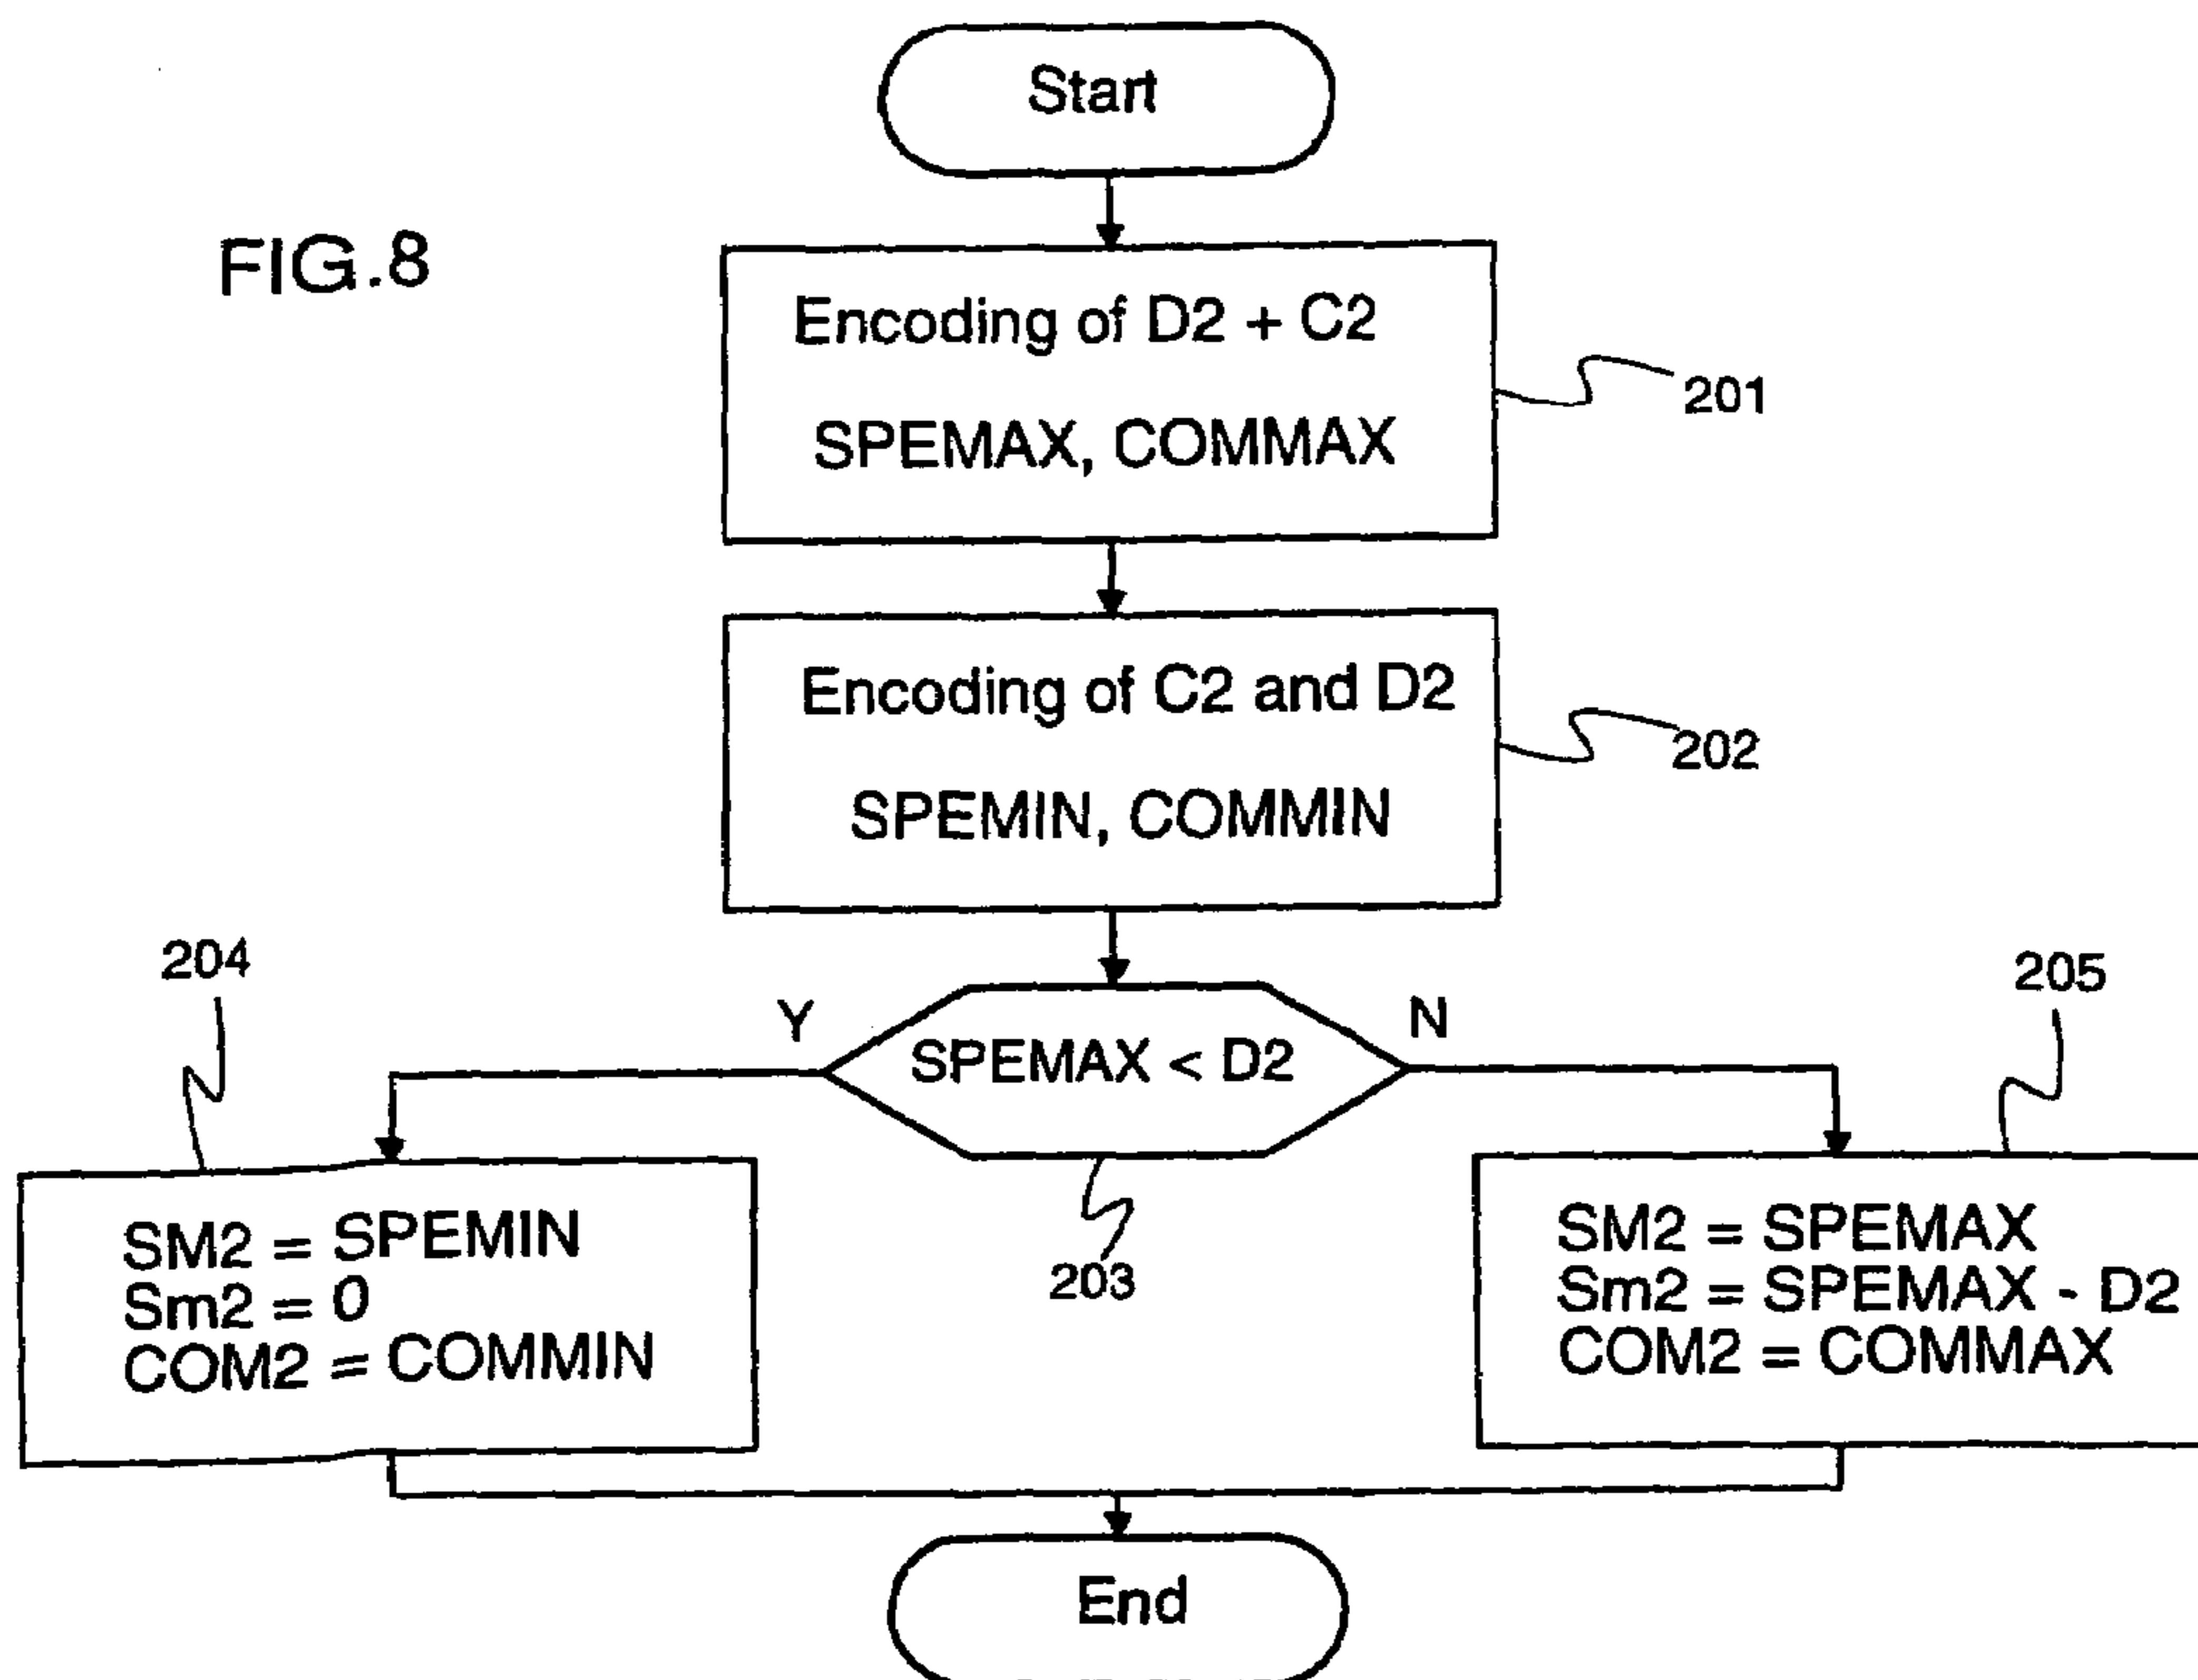 Start
FIG.8
Encoding of D2 + C2
SPEMAX, COMMAX
201
Encoding of C2 and D2
SPEMIN, COMMIN
202
204
205
Y
N
SPEMAX < D2
203
SM2 = SPEMIN
Sm2 = 0
COM2 = COMMIN
SM2 = SPEMAX
Sm2 = SPEMAX - D2
COM2 = COMMAX
End